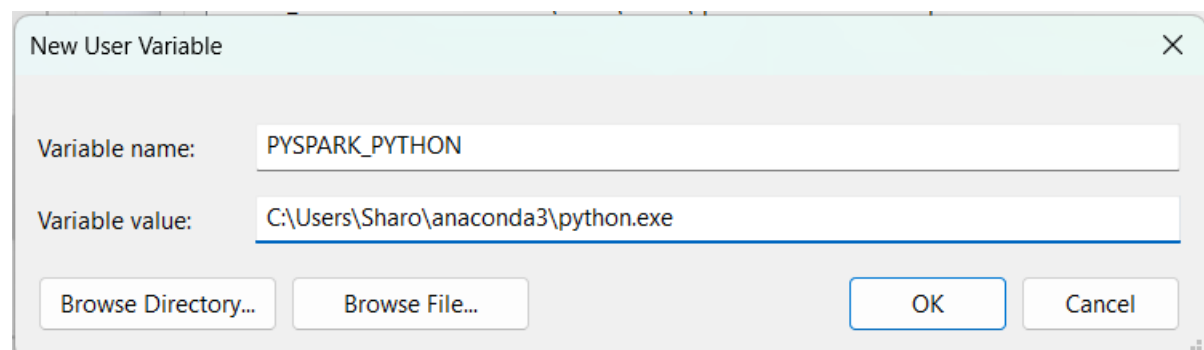 New User Variable
Variable name: PYSPARK_PYTHON
Variable value: C:\Users\Sharo\anaconda3\python.exe
Browse Directory... Browse File... OK Cancel